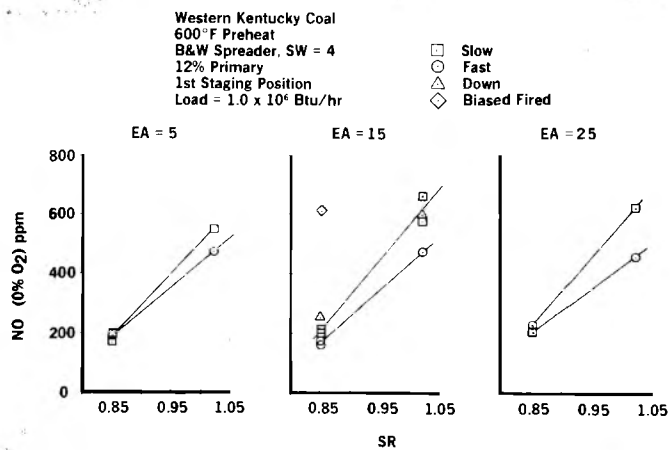 Western Kentucky Coal
600°F Preheat
B&W Spreader, SW = 4
12% Primary
1st Staging Position
Load = 1.0 x 10⁶ Btu/hr
Slow
Fast
Down
Biased Fired
EA = 5
EA = 15
EA = 25
NO (0% O₂) ppm
800
600
400
200
0
0.85 0.95 1.05
0.85 0.95 1.05
0.85 0.95 1.05
SR